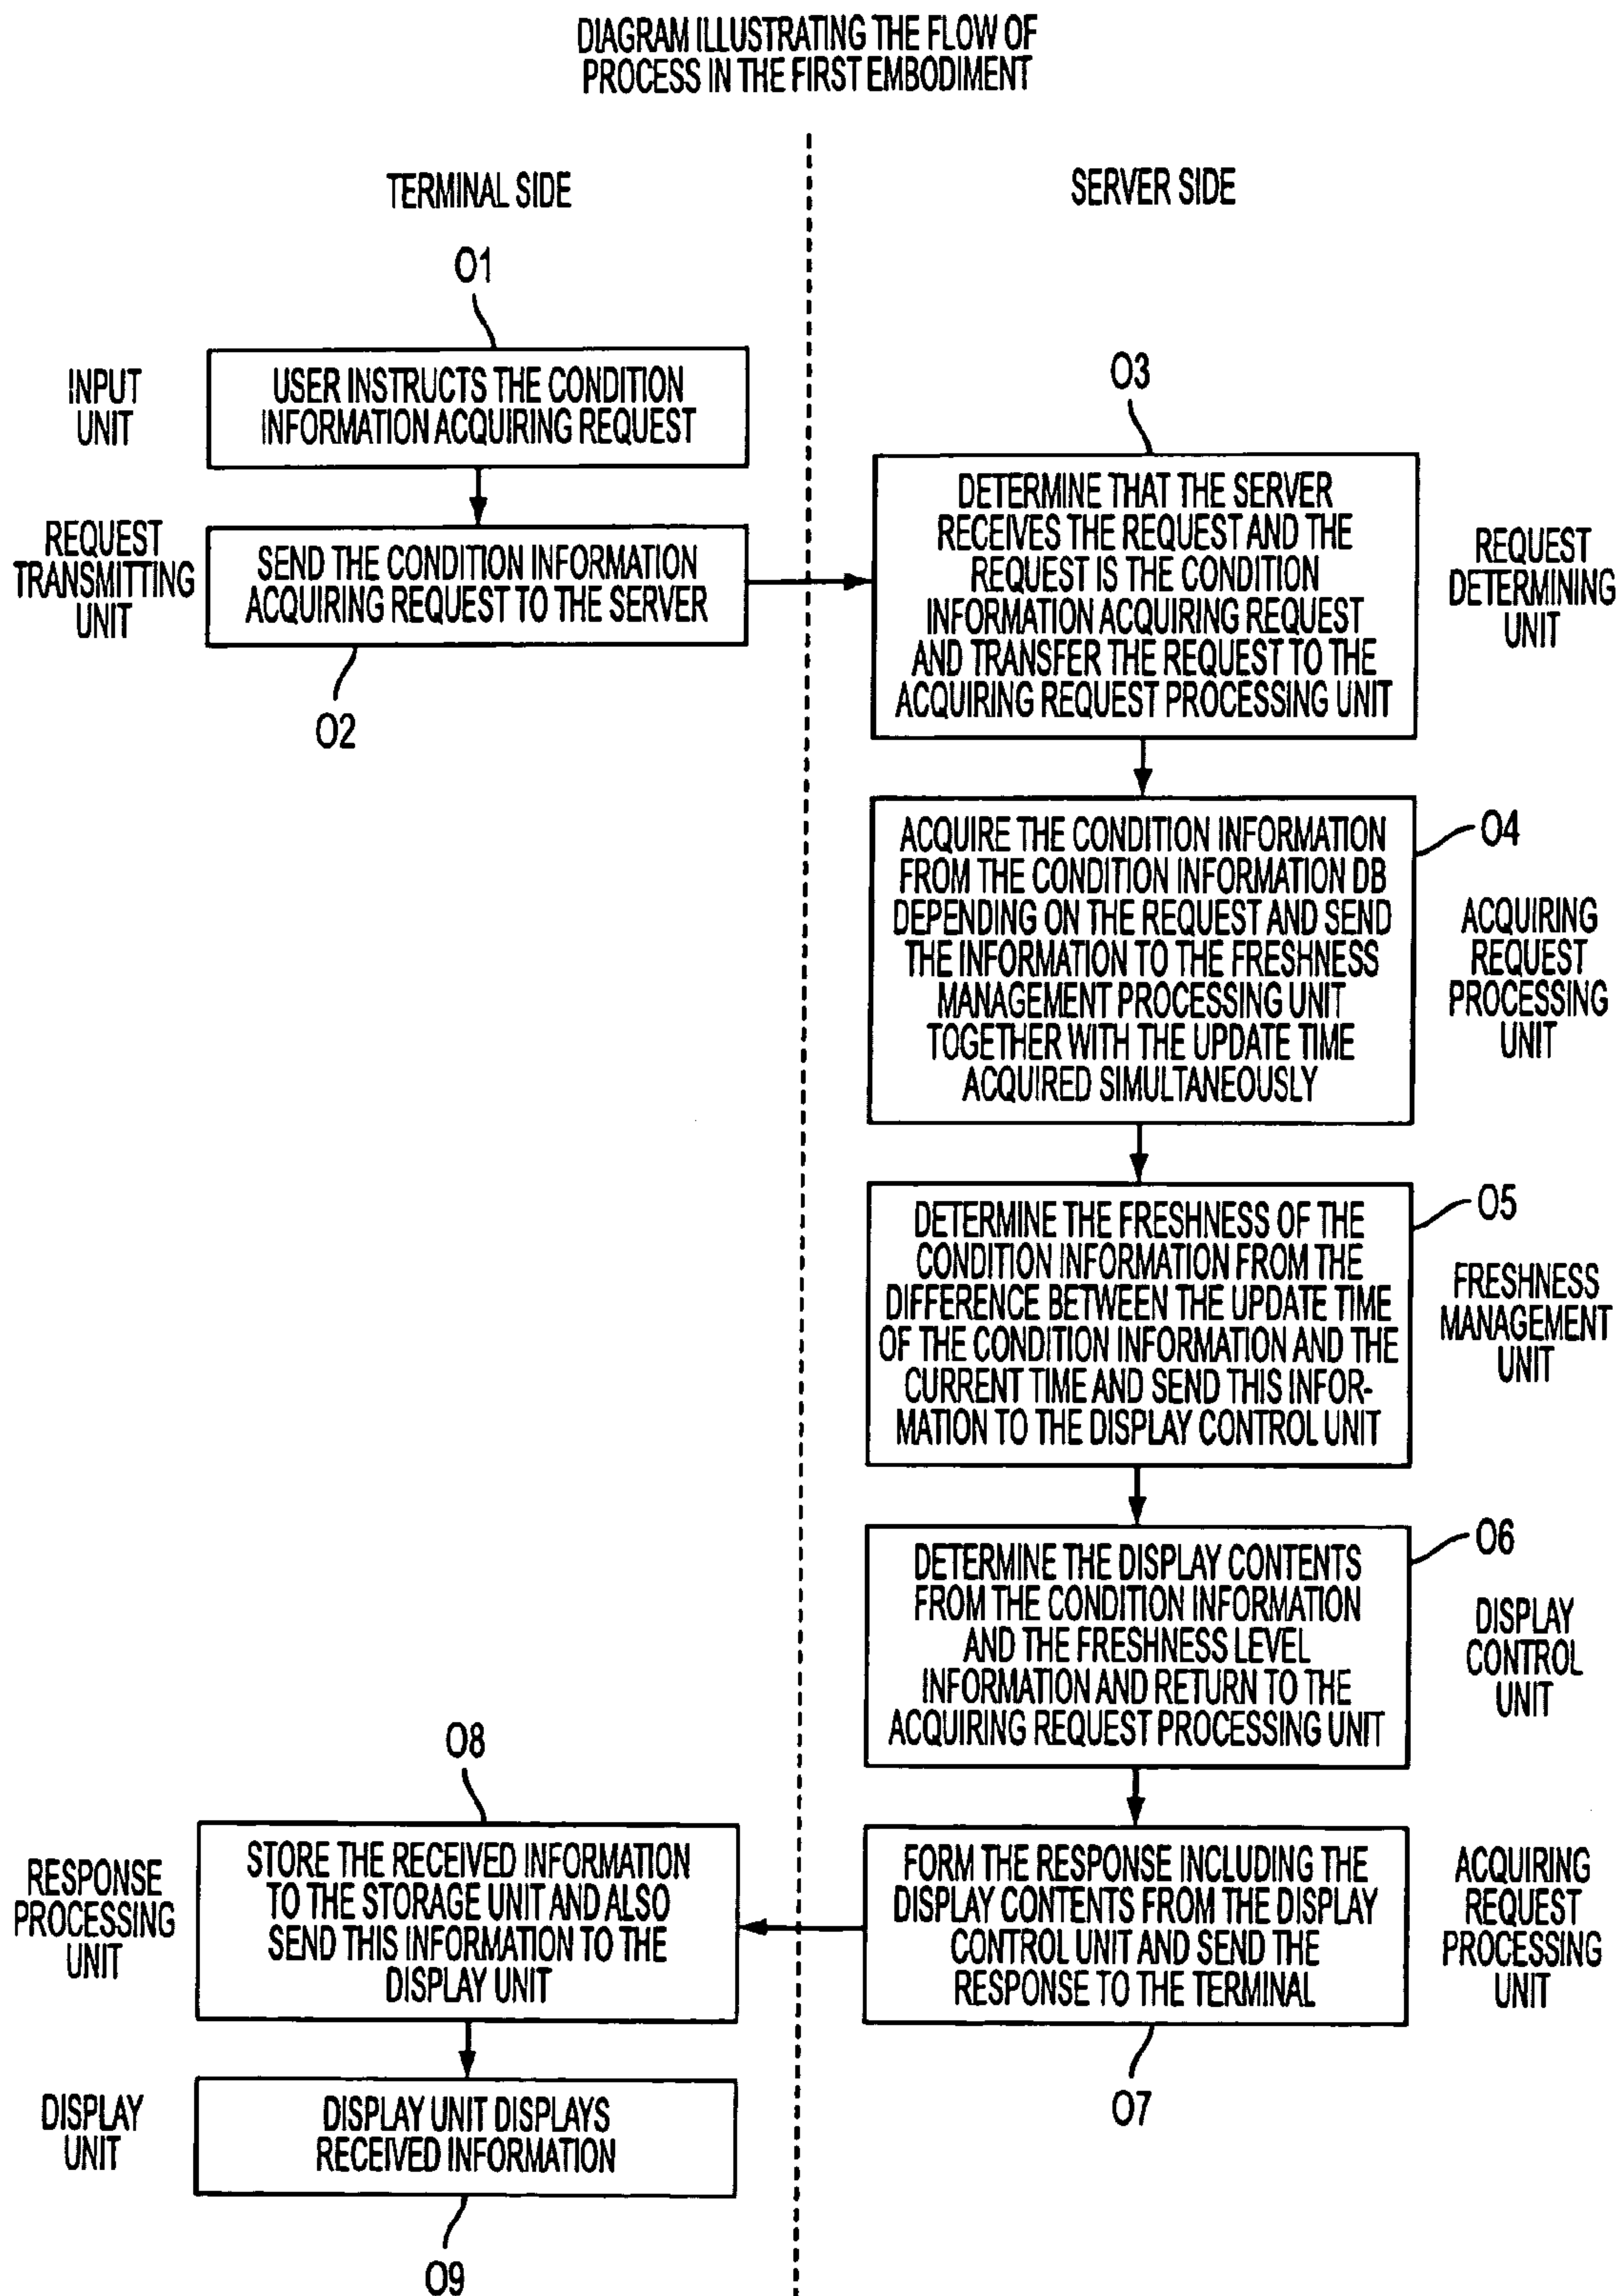 DIAGRAM ILLUSTRATING THE FLOW OF
PROCESS IN THE FIRST EMBODIMENT
TERMINAL SIDE
SERVER SIDE
O1
INPUT
UNIT
USER INSTRUCTS THE CONDITION
INFORMATION ACQUIRING REQUEST
REQUEST
TRANSMITTING
UNIT
SEND THE CONDITION INFORMATION
ACQUIRING REQUEST TO THE SERVER
O2
O3
DETERMINE THAT THE SERVER
RECEIVES THE REQUEST AND THE
REQUEST IS THE CONDITION
INFORMATION ACQUIRING REQUEST
AND TRANSFER THE REQUEST TO THE
ACQUIRING REQUEST PROCESSING UNIT
REQUEST
DETERMINING
UNIT
ACQUIRE THE CONDITION INFORMATION
FROM THE CONDITION INFORMATION DB
DEPENDING ON THE REQUEST AND SEND
THE INFORMATION TO THE FRESHNESS
MANAGEMENT PROCESSING UNIT
TOGETHER WITH THE UPDATE TIME
ACQUIRED SIMULTANEOUSLY
O4
ACQUIRING
REQUEST
PROCESSING
UNIT
DETERMINE THE FRESHNESS OF THE
CONDITION INFORMATION FROM THE
DIFFERENCE BETWEEN THE UPDATE TIME
OF THE CONDITION INFORMATION AND THE
CURRENT TIME AND SEND THIS INFOR-
MATION TO THE DISPLAY CONTROL UNIT
O5
FRESHNESS
MANAGEMENT
UNIT
DETERMINE THE DISPLAY CONTENTS
FROM THE CONDITION INFORMATION
AND THE FRESHNESS LEVEL
INFORMATION AND RETURN TO THE
ACQUIRING REQUEST PROCESSING UNIT
O6
DISPLAY
CONTROL
UNIT
FORM THE RESPONSE INCLUDING THE
DISPLAY CONTENTS FROM THE DISPLAY
CONTROL UNIT AND SEND THE
RESPONSE TO THE TERMINAL
ACQUIRING
REQUEST
PROCESSING
UNIT
O7
O8
RESPONSE
PROCESSING
UNIT
STORE THE RECEIVED INFORMATION
TO THE STORAGE UNIT AND ALSO
SEND THIS INFORMATION TO THE
DISPLAY UNIT
DISPLAY
UNIT
DISPLAY UNIT DISPLAYS
RECEIVED INFORMATION
O9